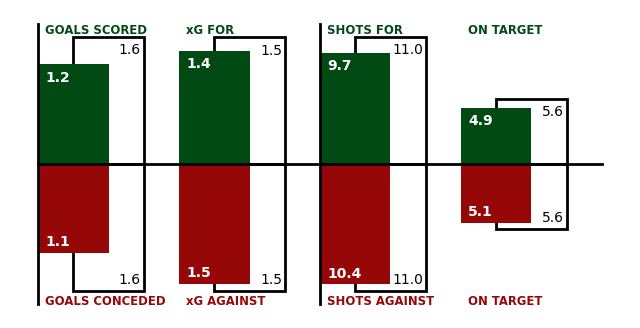 GOALS SCORED xG FOR SHOTS FOR ON TARGET
1.6 1.5 11.0
1.2 1.4 9.7
4.9 5.6
1.1 1.5 10.4 5.1 5.6
1.6 1.5 11.0
GOALS CONCEDED xG AGAINST SHOTS AGAINST ON TARGET